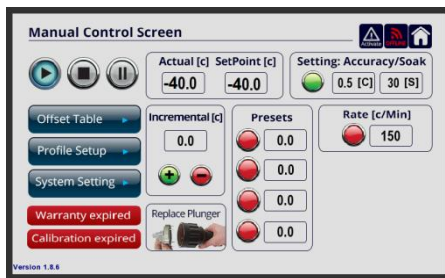 Manual Control Screen
Activate
OFFLINE
Actual [c] SetPoint [c]
-40.0 -40.0
Setting: Accuracy/Soak
0.5 [C] 30 [S]
Offset Table
Profile Setup
System Setting
Incremental [c]
0.0
Presets
0.0
0.0
0.0
0.0
Rate [c/Min]
150
Replace Plunger
Warranty expired
Calibration expired
Version 1.8.6